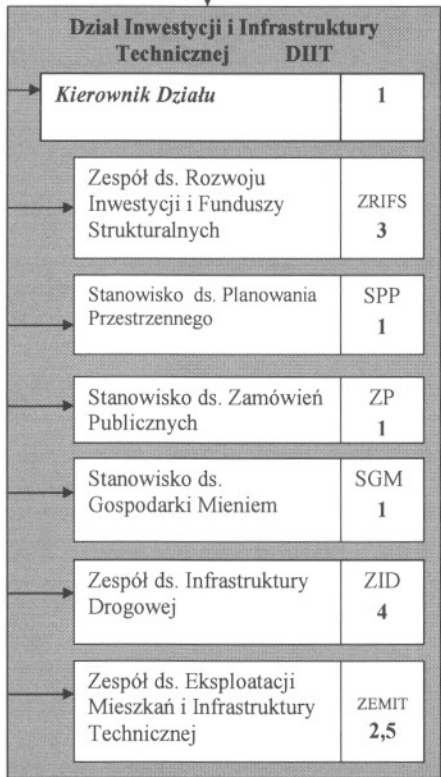 Dział Inwestycji i Infrastruktury
Technicznej DIIT
Kierownik Działu 1
Zespół ds. Rozwoju
Inwestycji i Funduszy
Strukturalnych
ZRIFS
3
Stanowisko ds. Planowania
Przestrzennego
SPP
1
Stanowisko ds. Zamówień
Publicznych
ZP
1
Stanowisko ds.
Gospodarki Mieniem
SGM
1
Zespół ds. Infrastruktury
Drogowej
ZID
4
Zespół ds. Eksploatacji
Mieszkań i Infrastruktury
Technicznej
ZEMIT
2,5